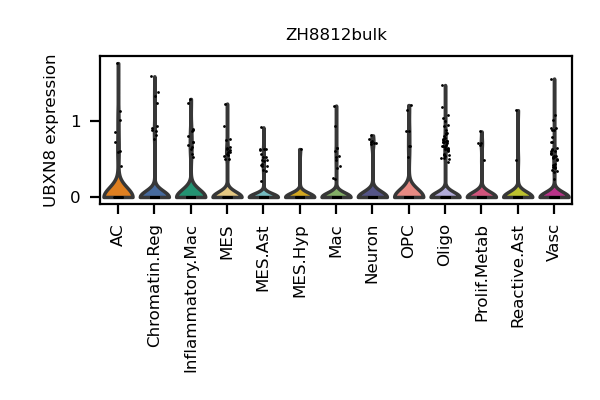 ZH8812bulk
UBXN8 expression
1
0
AC
Chromatin.Reg
Inflammatory.Mac
MES
MES.Ast
MES.Hyp
Mac
Neuron
OPC
Oligo
Prolif.Metab
Reactive.Ast
Vasc